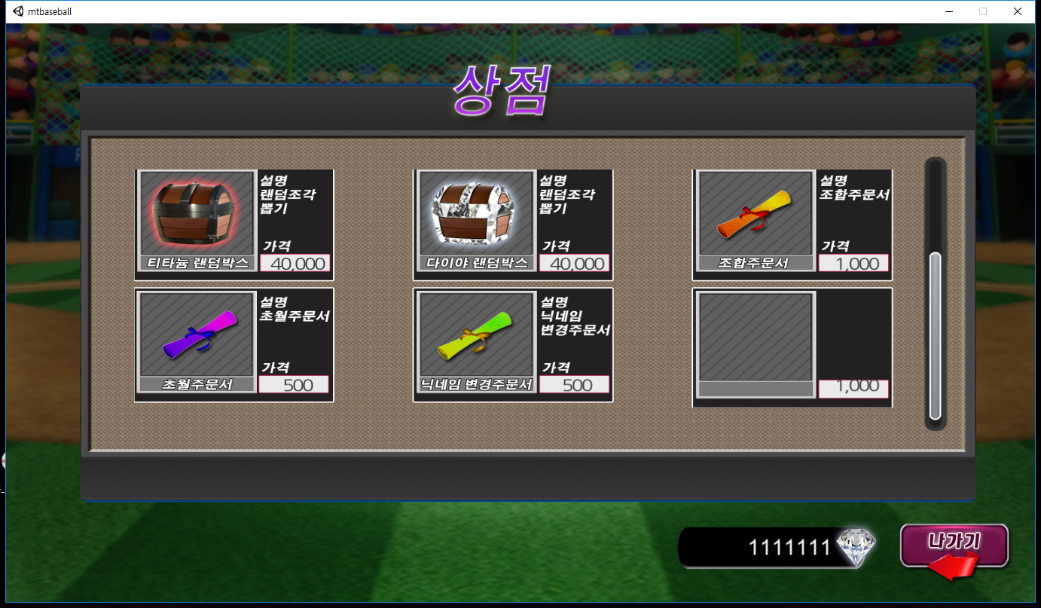 mtbaseball
상점
설명
랜덤조각
뽑기
가격
티타늄 랜덤박스
40,000
설명
랜덤조각
뽑기
가격
다이아 랜덤박스
40,000
설명
조합주문서
가격
조합주문서
1,000
설명
초월주문서
가격
초월주문서
500
설명
닉네임
변경주문서
가격
닉네임 변경주문서
500
1,000
1111111
나가기